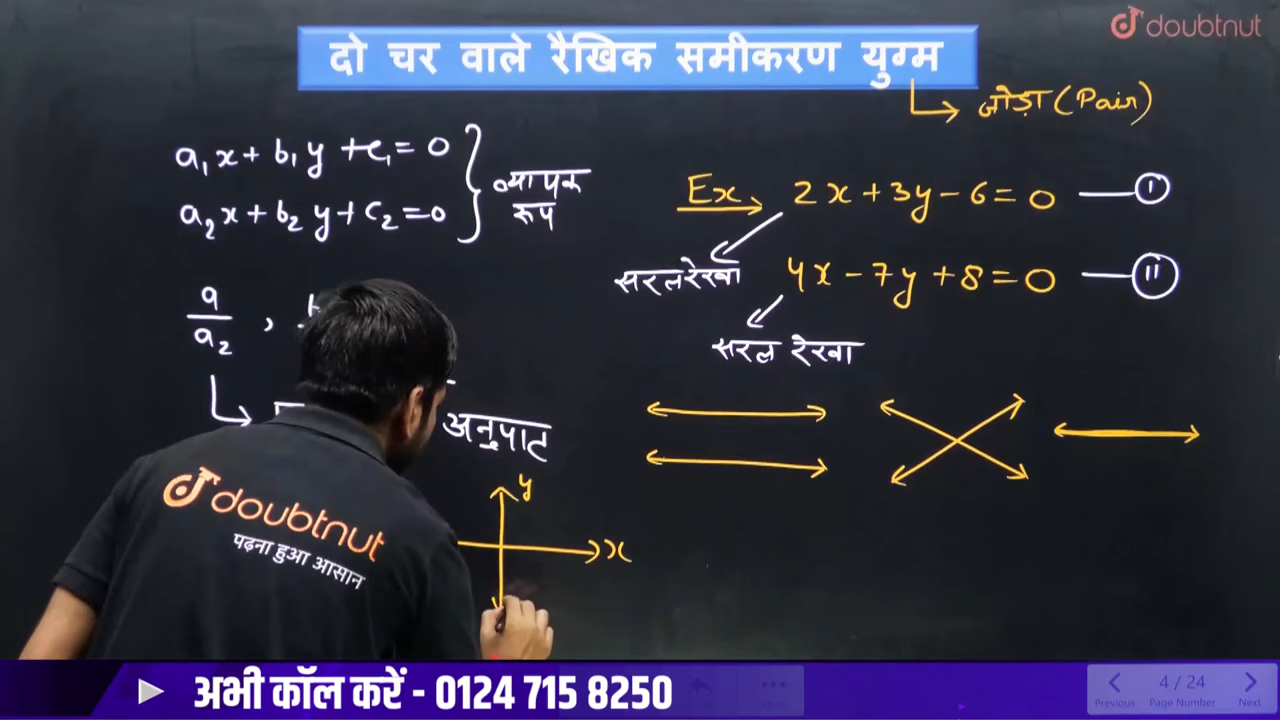 doubtnut
दो चर वाले रैखिक समीकरण युग्म
जोड़ा (Pair)
a₁x + b₁y + c₁ = 0
a₂x + b₂y + c₂ = 0
व्यापक
रूप
Ex 2x + 3y - 6 = 0 — (I)
सरल रेखा
4x - 7y + 8 = 0 — (II)
सरल रेखा
a
a₂ ,
अनुपात
y
x
doubtnut
पढ़ना हुआ आसान
अभी कॉल करें - 0124 715 8250
4 / 24
Previous Page Number Next